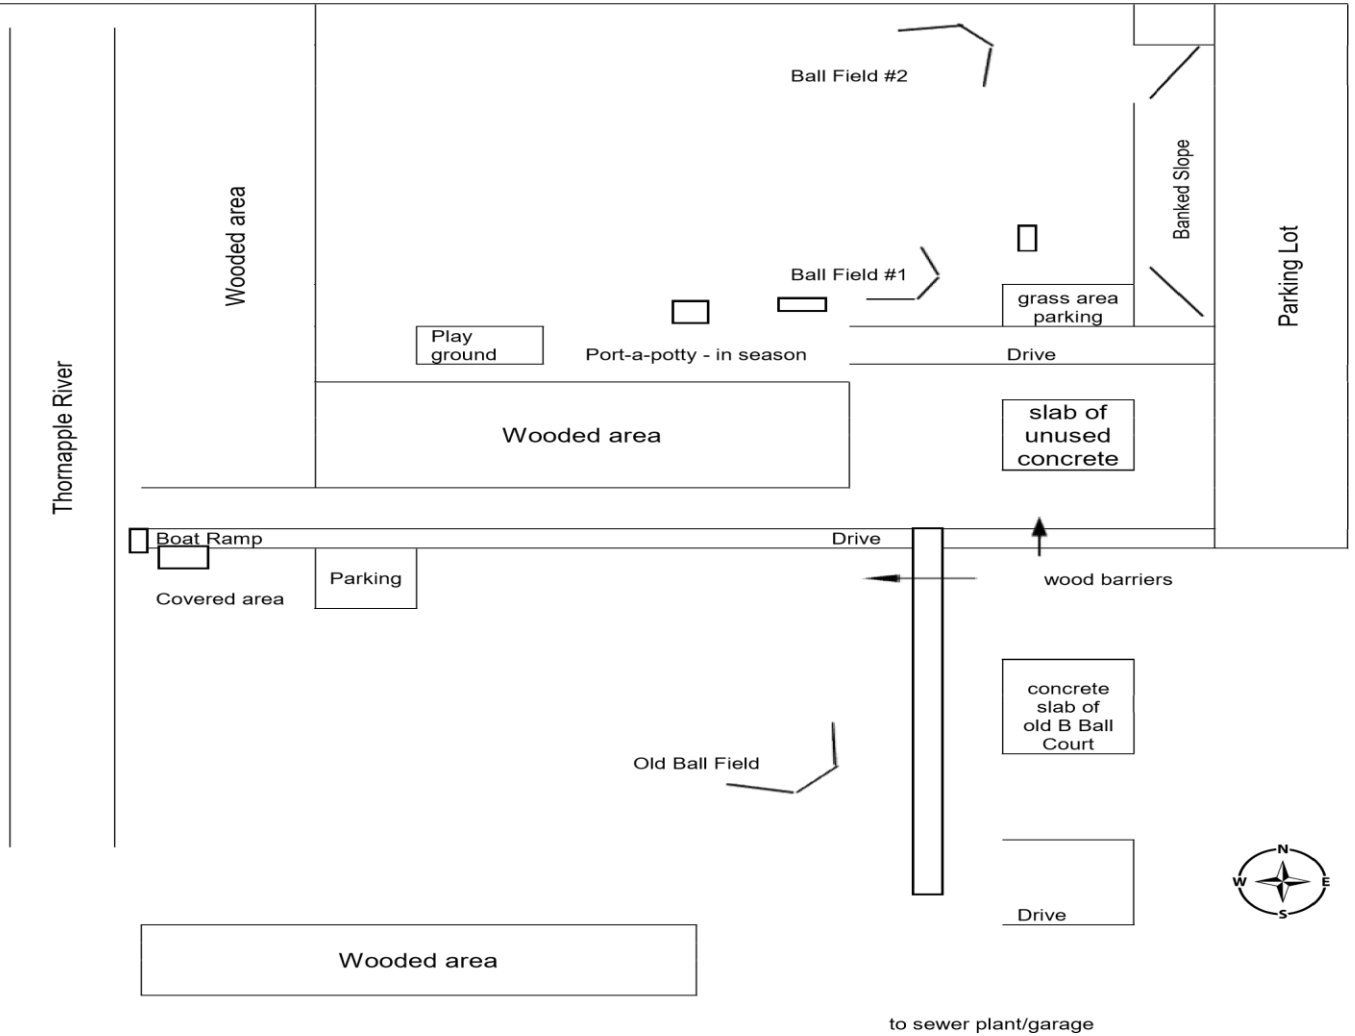 Ball Field #2
Banked Slope
Wooded area
Parking Lot
Ball Field #1
grass area
parking
Play
ground
Port-a-potty - in season
Drive
Thornapple River
Wooded area
slab of
unused
concrete
Boat Ramp
Drive
Parking
wood barriers
Covered area
concrete
slab of
old B Ball
Court
Old Ball Field
N
W
E
S
Drive
Wooded area
to sewer plant/garage